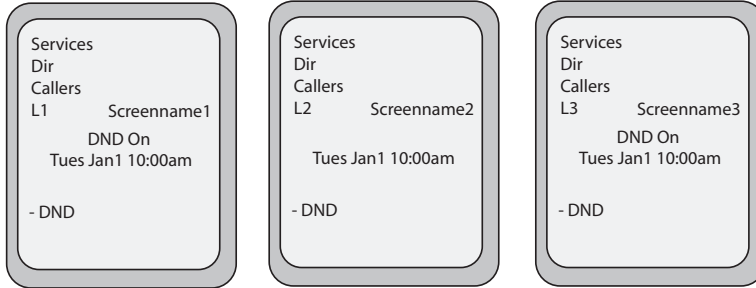 Services
Dir
Callers
L1 Screenname1
DND On
Tues Jan1 10:00am
- DND
Services
Dir
Callers
L2 Screenname2
Tues Jan1 10:00am
- DND
Services
Dir
Callers
L3 Screenname3
DND On
Tues Jan1 10:00am
- DND